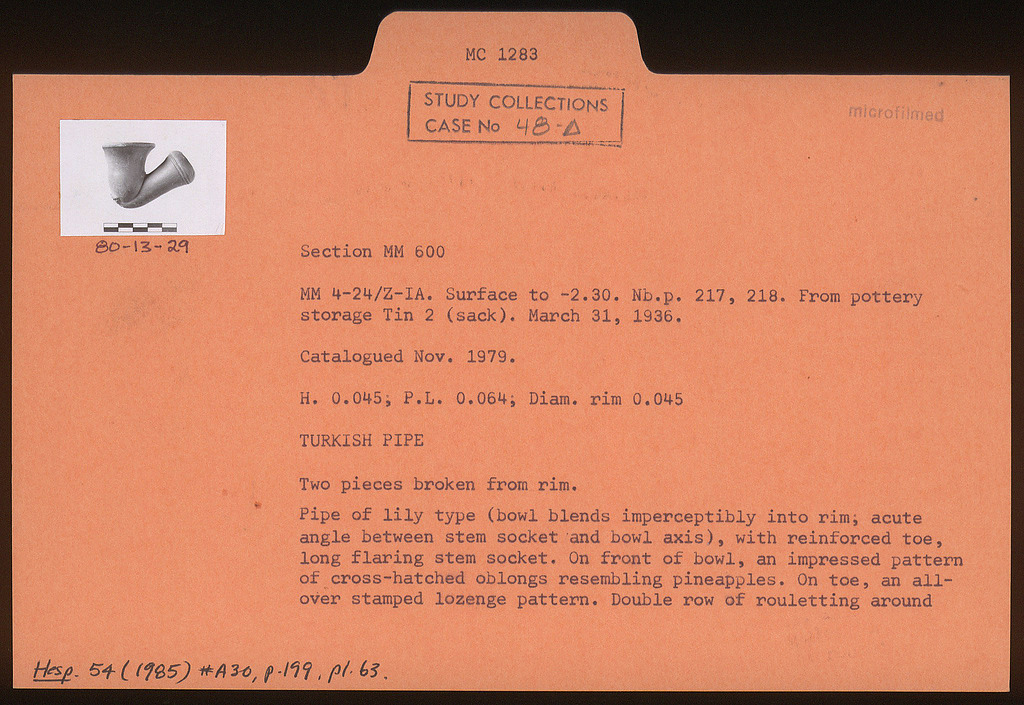 MC 1283
STUDY COLLECTIONS
CASE No 48-Δ
microfilmed
80-13-29
Section MM 600
MM 4-24/Z-IA. Surface to -2.30. Nb.p. 217, 218. From pottery
storage Tin 2 (sack). March 31, 1936.
Catalogued Nov. 1979.
H. 0.045; P.L. 0.064; Diam. rim 0.045
TURKISH PIPE
Two pieces broken from rim.
Pipe of lily type (bowl blends imperceptibly into rim; acute
angle between stem socket and bowl axis), with reinforced toe,
long flaring stem socket. On front of bowl, an impressed pattern
of cross-hatched oblongs resembling pineapples. On toe, an all-
over stamped lozenge pattern. Double row of rouletting around
Hesp. 54 (1985) #A30, p.199, pl. 63.